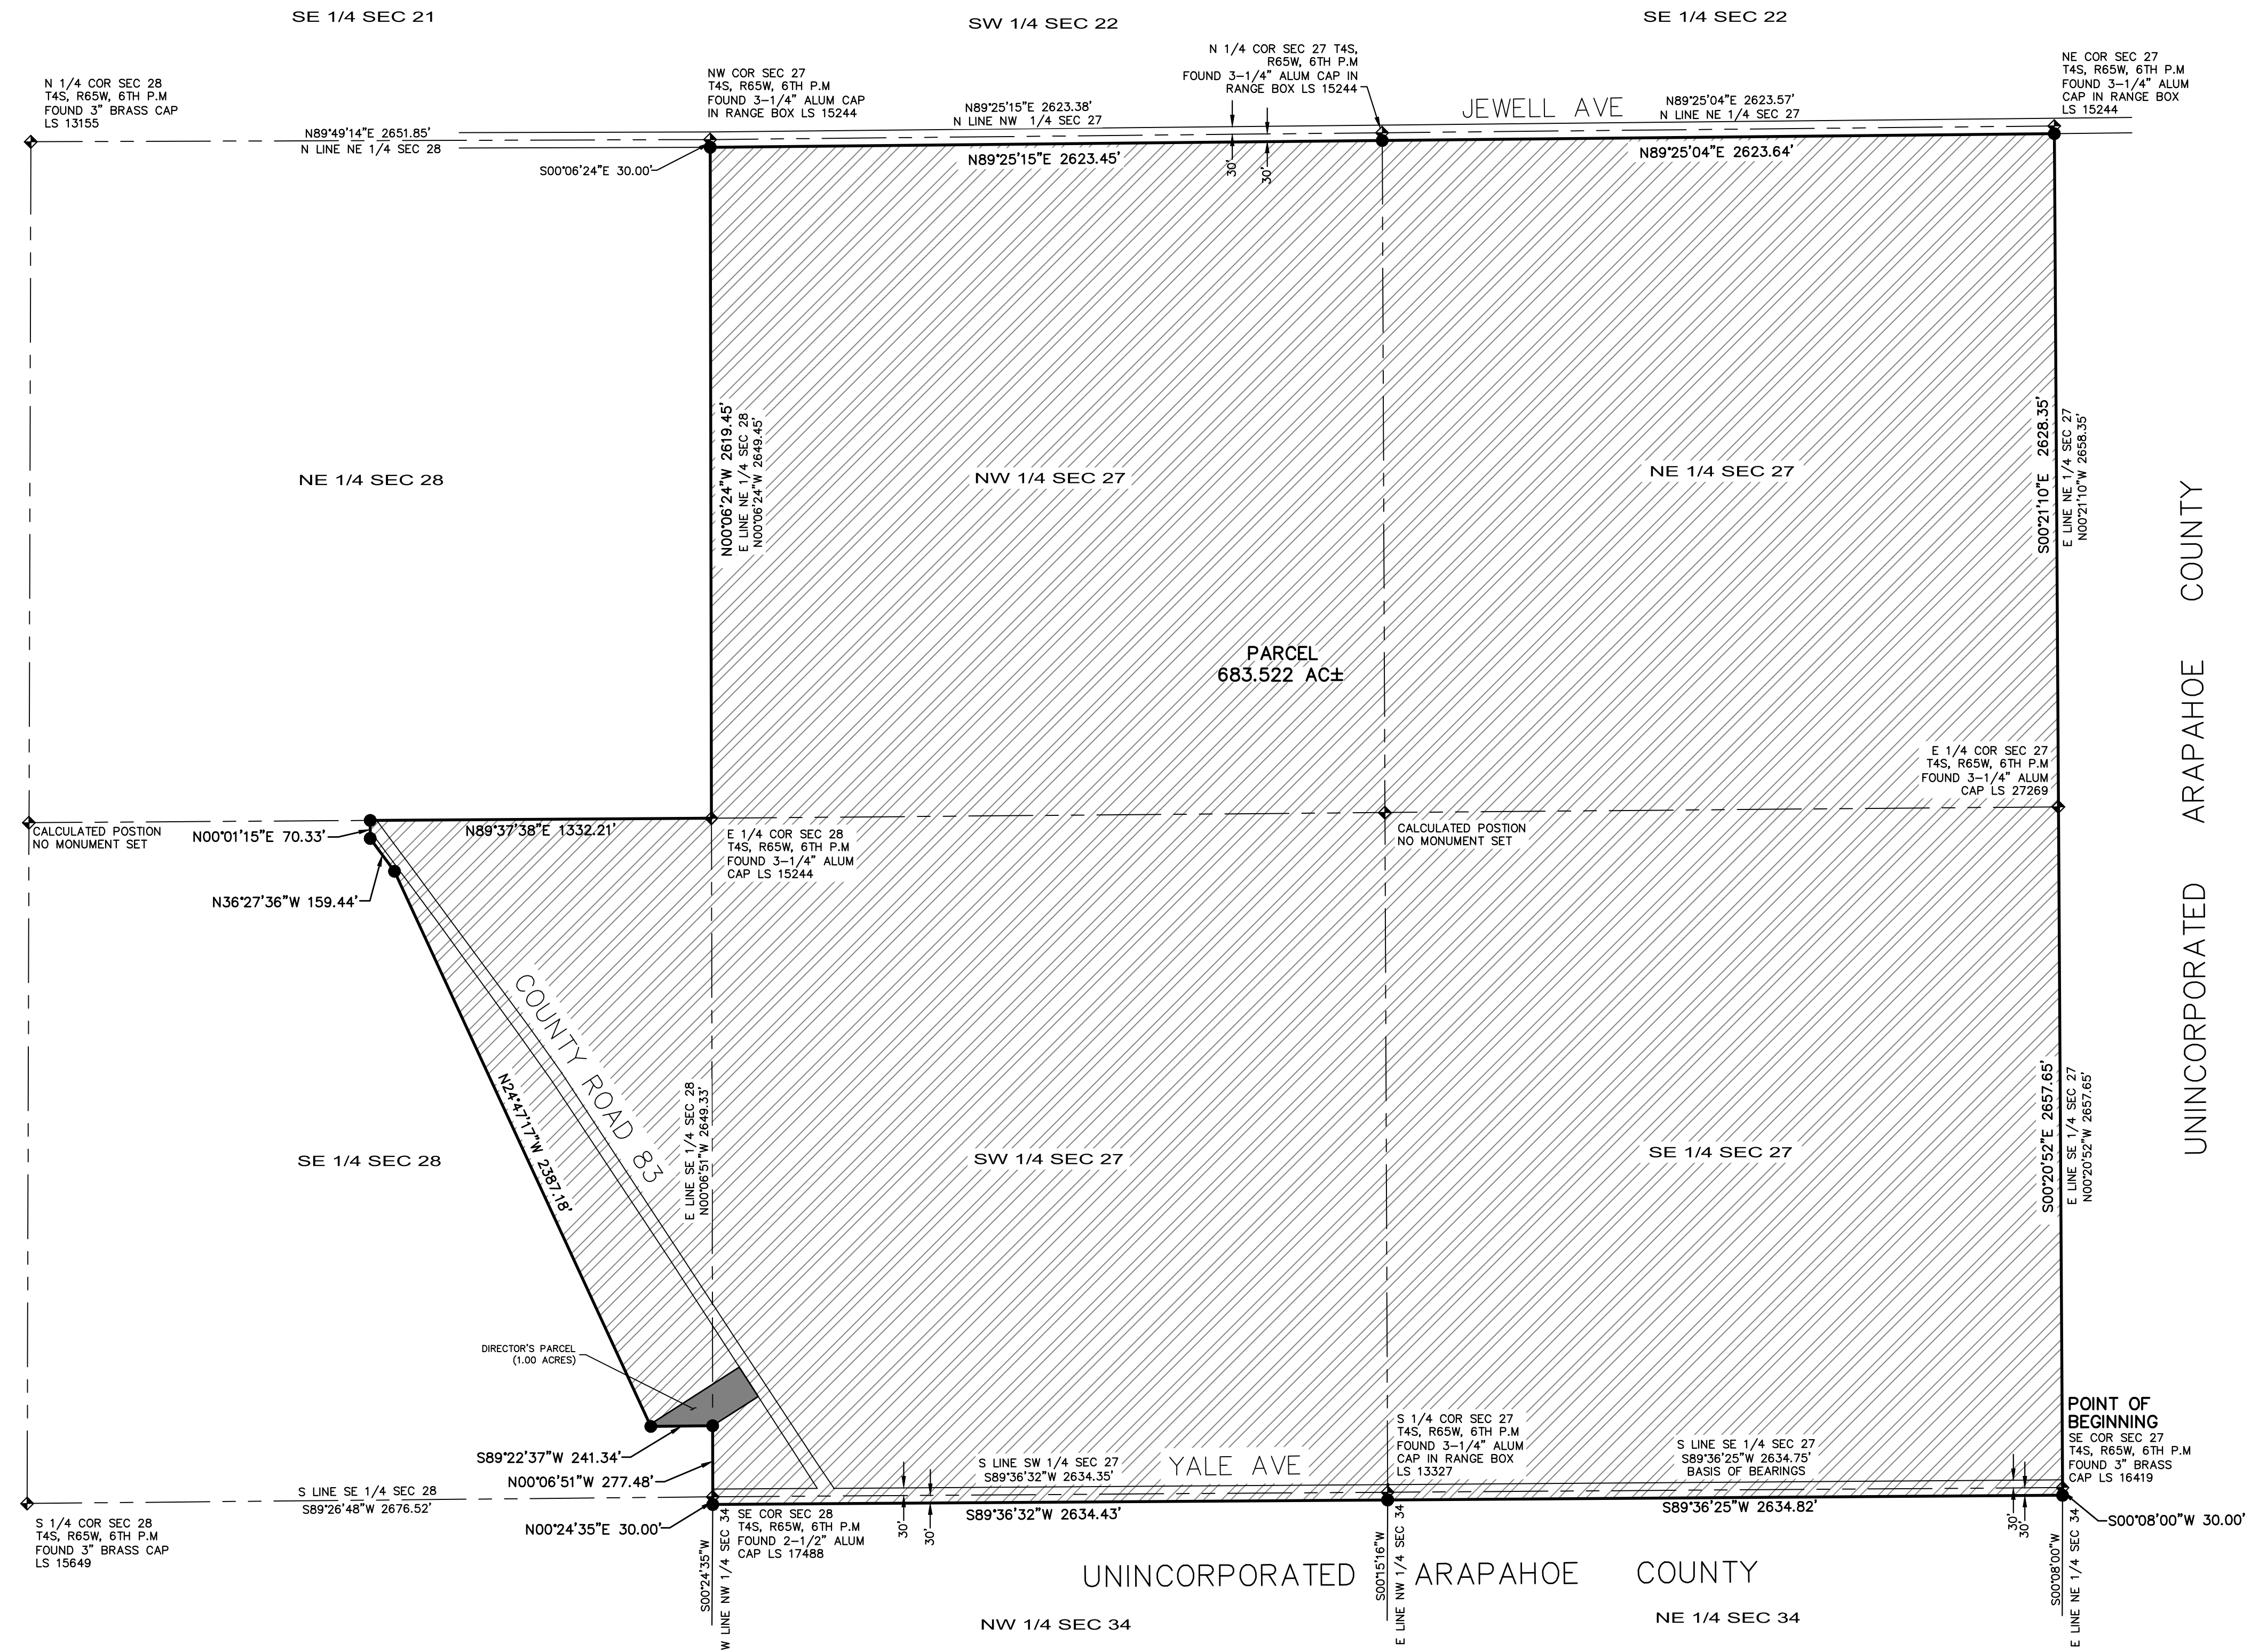 SE 1/4 SEC 21
SW 1/4 SEC 22
SE 1/4 SEC 22
N 1/4 COR SEC 28
T4S, R65W, 6TH P.M
FOUND 3" BRASS CAP
LS 13155
NW COR SEC 27
T4S, R65W, 6TH P.M
FOUND 3-1/4" ALUM CAP
IN RANGE BOX LS 15244
N 1/4 COR SEC 27 T4S,
R65W, 6TH P.M
FOUND 3-1/4" ALUM CAP IN
RANGE BOX LS 15244
NE COR SEC 27
T4S, R65W, 6TH P.M
FOUND 3-1/4" ALUM
CAP IN RANGE BOX
LS 15244
N89°49'14"E 2651.85'
N LINE NE 1/4 SEC 28
N89°25'15"E 2623.38'
N LINE NW 1/4 SEC 27
JEWELL AVE
N89°25'04"E 2623.57'
N LINE NE 1/4 SEC 27
S00°06'24"E 30.00'
N89°25'15"E 2623.45'
30'
30'
N89°25'04"E 2623.64'
NE 1/4 SEC 28
N00°06'24"W 2619.45'
E LINE NE 1/4 SEC 28
N00°06'24"W 2649.45'
NW 1/4 SEC 27
NE 1/4 SEC 27
S00°21'10"E 2628.35'
E LINE NE 1/4 SEC 27
N00°21'10"W 2658.35'
UNINCORPORATED ARAPAHOE COUNTY
PARCEL
683.522 AC±
E 1/4 COR SEC 27
T4S, R65W, 6TH P.M
FOUND 3-1/4" ALUM
CAP LS 27269
CALCULATED POSTION
NO MONUMENT SET
N00°01'15"E 70.33'
N89°37'38"E 1332.21'
E 1/4 COR SEC 28
T4S, R65W, 6TH P.M
FOUND 3-1/4" ALUM
CAP LS 15244
CALCULATED POSTION
NO MONUMENT SET
N36°27'36"W 159.44'
COUNTY ROAD 83
N24°47'17"W 2387.18'
E LINE SE 1/4 SEC 28
N00°06'51"W 2649.33'
SE 1/4 SEC 28
SW 1/4 SEC 27
SE 1/4 SEC 27
S00°20'52"E 2657.65'
E LINE SE 1/4 SEC 27
N00°20'52"W 2657.65'
DIRECTOR'S PARCEL
(1.00 ACRES)
S89°22'37"W 241.34'
N00°06'51"W 277.48'
S LINE SE 1/4 SEC 28
S89°26'48"W 2676.52'
N00°24'35"E 30.00'
S 1/4 COR SEC 28
T4S, R65W, 6TH P.M
FOUND 3" BRASS CAP
LS 15649
SE COR SEC 28
T4S, R65W, 6TH P.M
FOUND 2-1/2" ALUM
CAP LS 17488
S LINE SW 1/4 SEC 27
S89°36'32"W 2634.35'
YALE AVE
S 1/4 COR SEC 27
T4S, R65W, 6TH P.M
FOUND 3-1/4" ALUM
CAP IN RANGE BOX
LS 13327
S LINE SE 1/4 SEC 27
S89°36'25"W 2634.75'
BASIS OF BEARINGS
POINT OF
BEGINNING
SE COR SEC 27
T4S, R65W, 6TH P.M
FOUND 3" BRASS
CAP LS 16419
30'
30'
S89°36'32"W 2634.43'
S89°36'25"W 2634.82'
30'
30'
S00°08'00"W 30.00'
S00°24'35"W
W LINE NW 1/4 SEC 34
S00°15'16"W
E LINE NW 1/4 SEC 34
S00°08'00"W
E LINE NE 1/4 SEC 34
UNINCORPORATED ARAPAHOE COUNTY
NW 1/4 SEC 34
NE 1/4 SEC 34